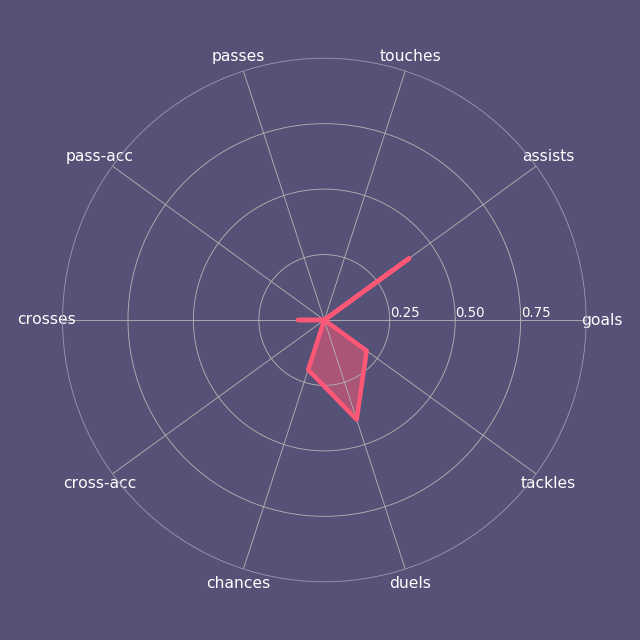 passes
touches
pass-acc
assists
crosses
0.25
0.50
0.75
goals
cross-acc
tackles
chances
duels